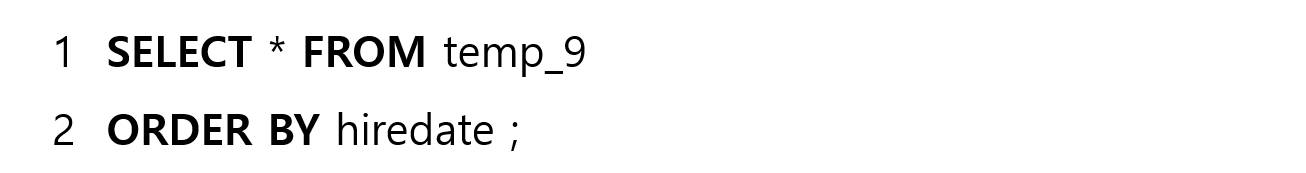 1 SELECT * FROM temp_9
2 ORDER BY hiredate ;